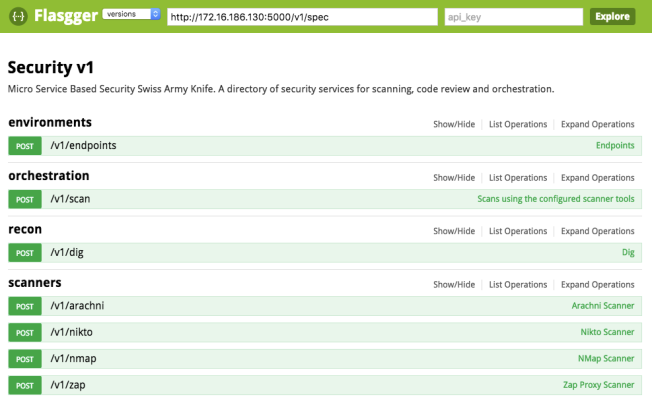 Flasgger versions http://172.16.186.130:5000/v1/spec api_key Explore
Security v1
Micro Service Based Security Swiss Army Knife. A directory of security services for scanning, code review and orchestration.
environments Show/Hide List Operations Expand Operations
POST /v1/endpoints Endpoints
orchestration Show/Hide List Operations Expand Operations
POST /v1/scan Scans using the configured scanner tools
recon Show/Hide List Operations Expand Operations
POST /v1/dig Dig
scanners Show/Hide List Operations Expand Operations
POST /v1/arachni Arachni Scanner
POST /v1/nikto Nikto Scanner
POST /v1/nmap NMap Scanner
POST /v1/zap Zap Proxy Scanner